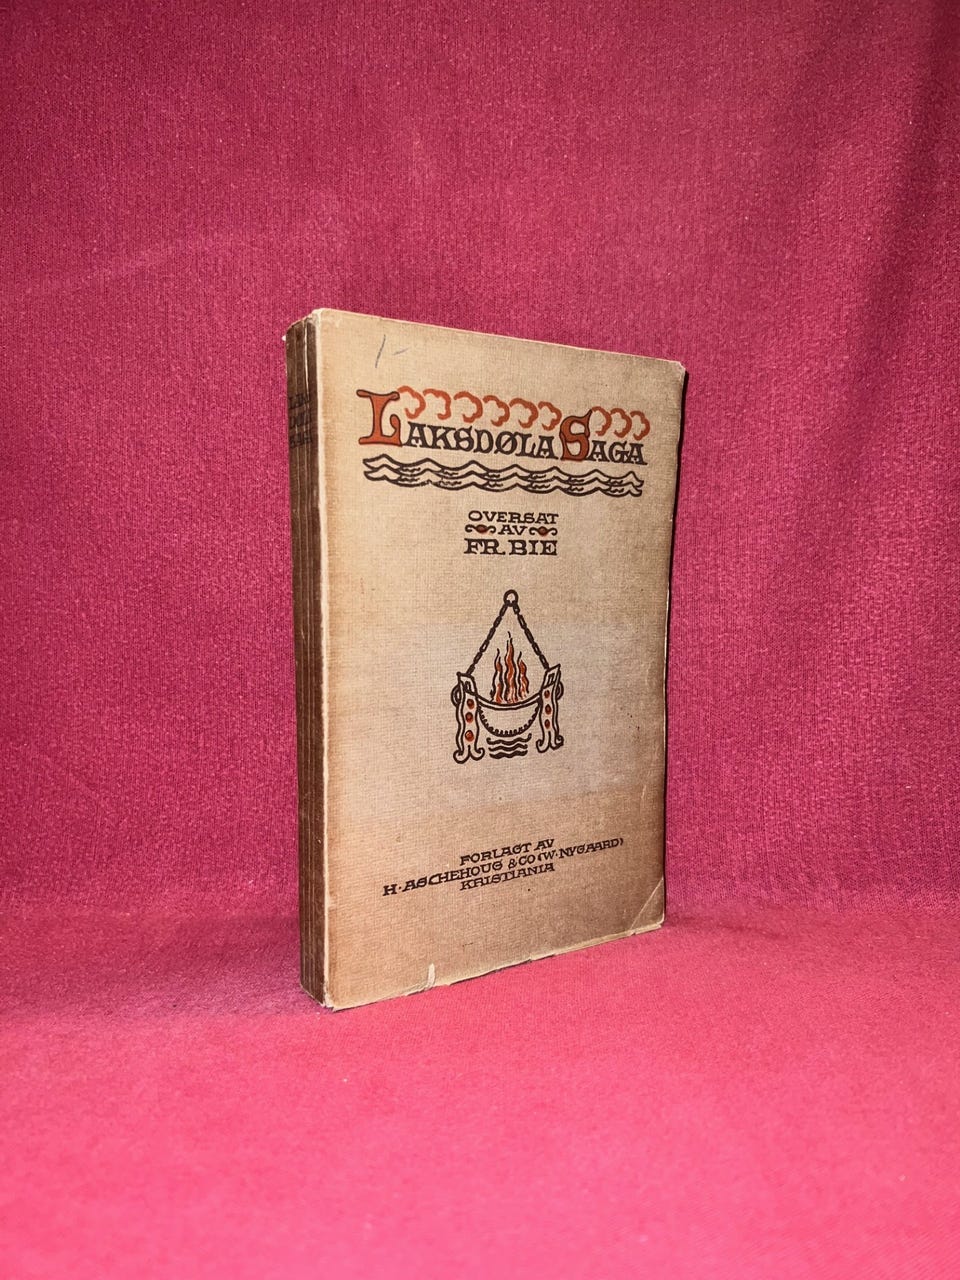 1-
LAKSDØLA SAGA
OVERSAT
AV
FR. BIE
FORLAGT AV
H. ASCHEHOUG & CO (W. NYGAARD)
KRISTIANIA